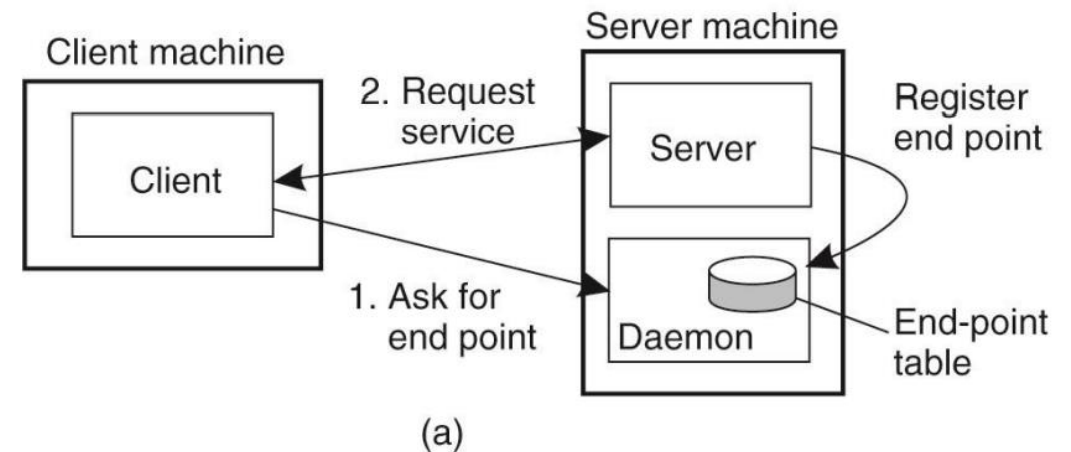 Client machine
Server machine
2. Request
service
Register
end point
Client
Server
1. Ask for
end point
Daemon
End-point
table
(a)